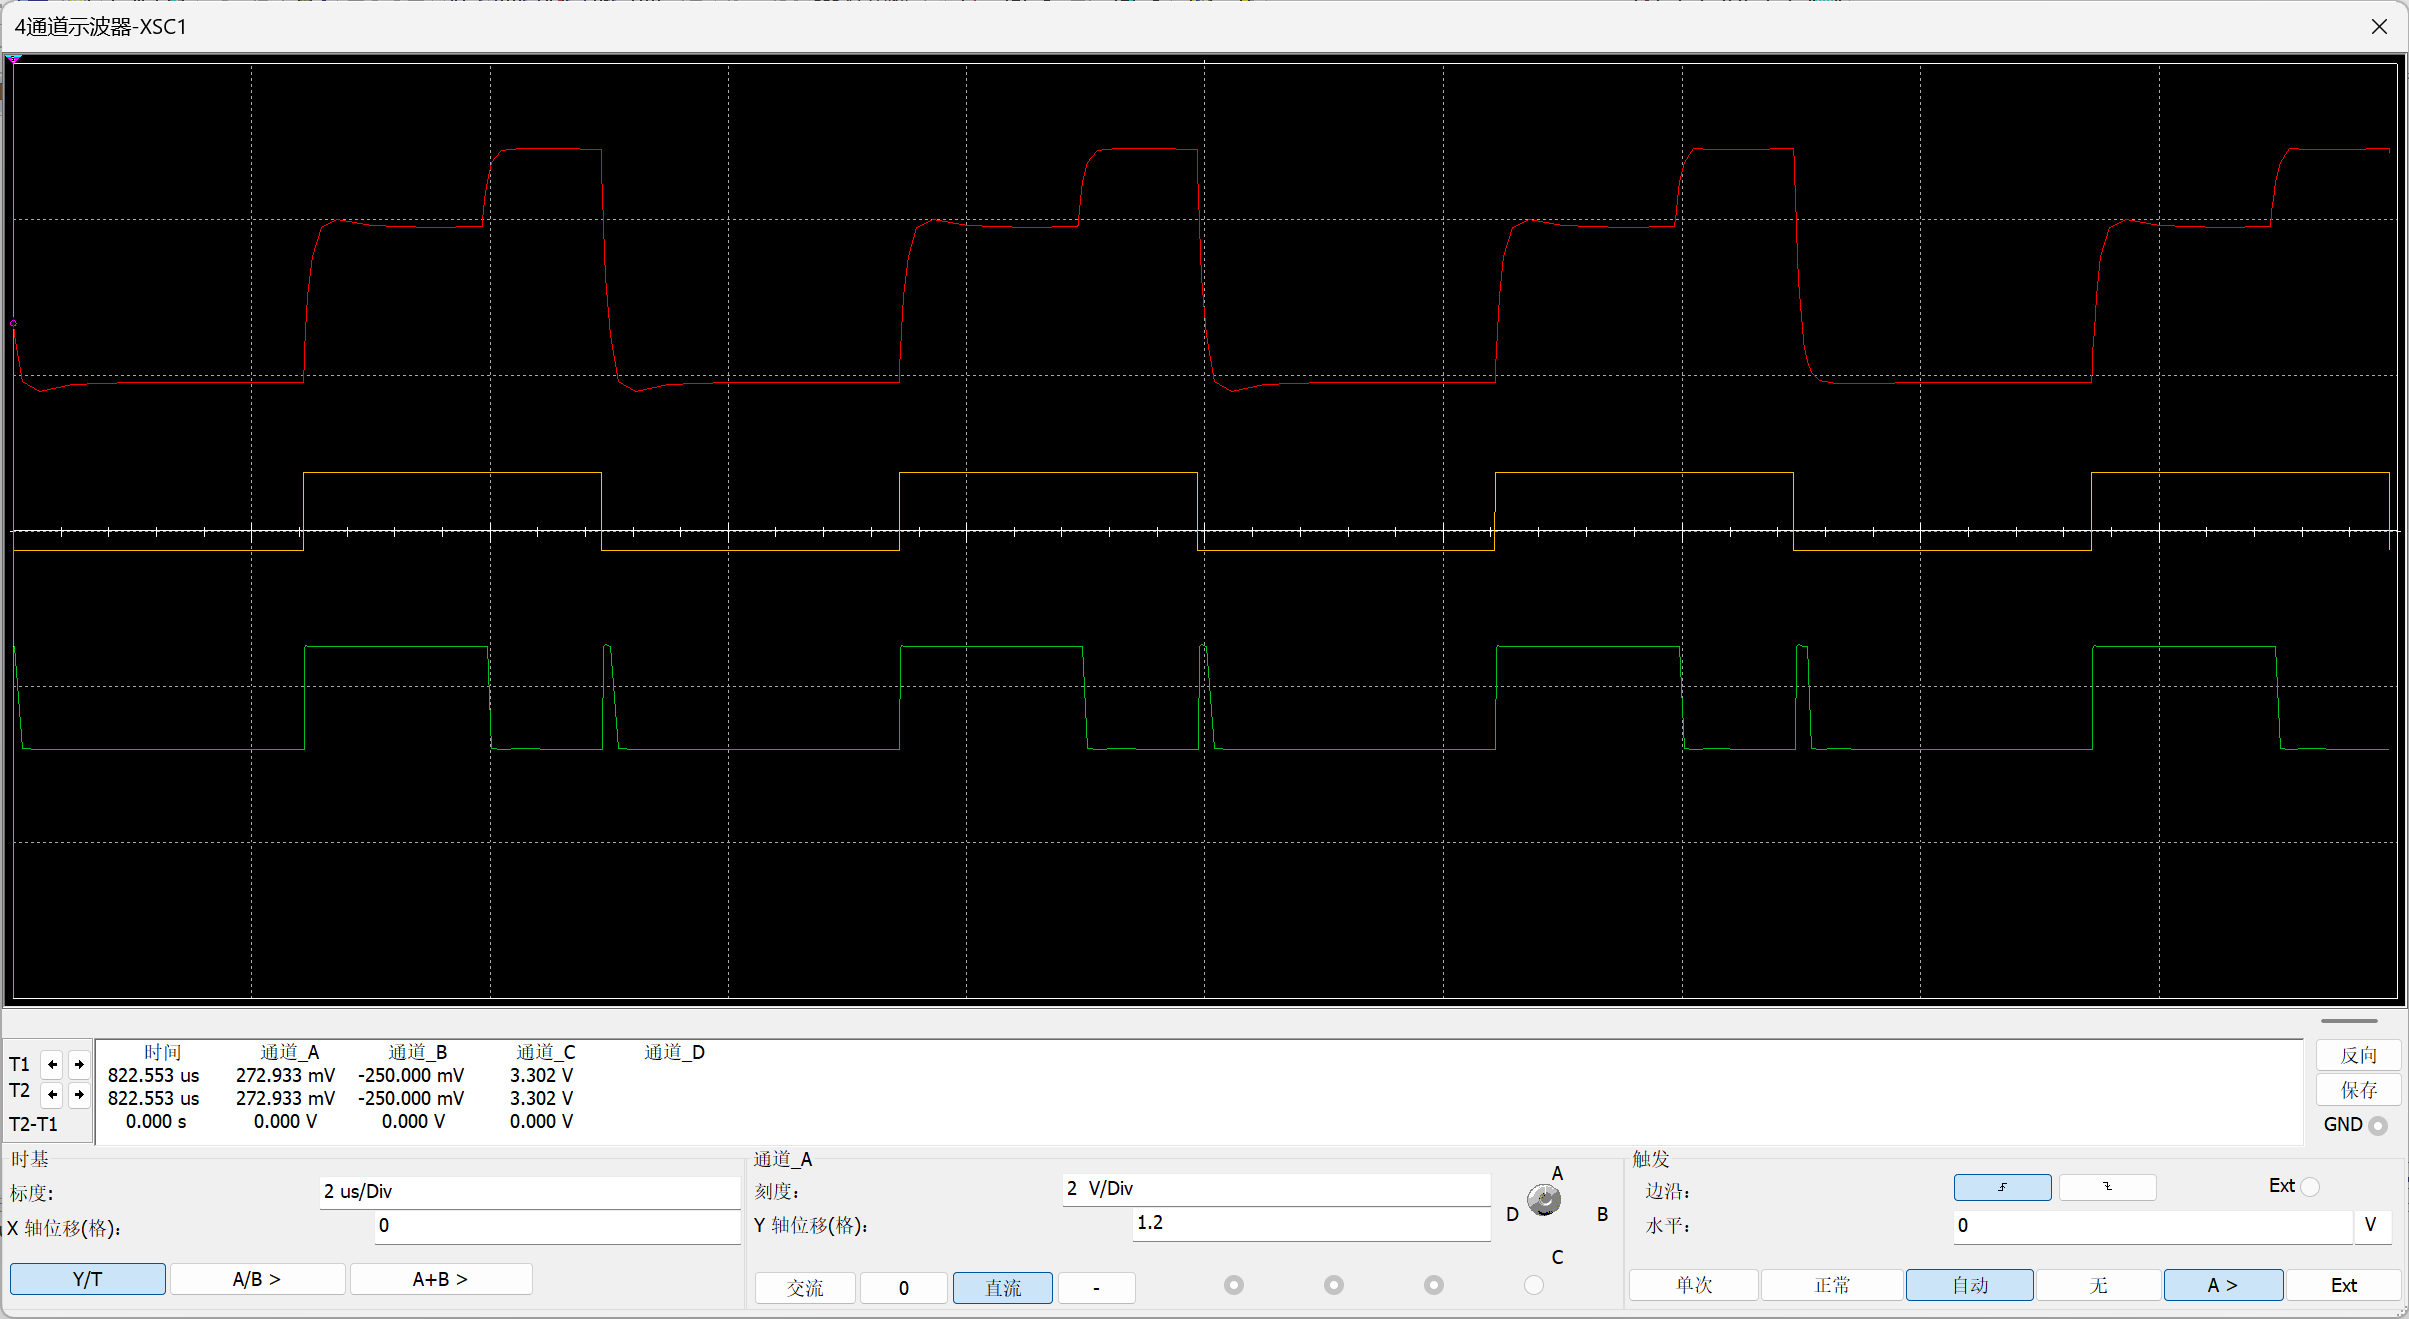 4通道示波器-XSC1
时间 通道_A 通道_B 通道_C 通道_D
T1 822.553 us 272.933 mV -250.000 mV 3.302 V
T2 822.553 us 272.933 mV -250.000 mV 3.302 V
T2-T1 0.000 s 0.000 V 0.000 V 0.000 V
反向
保存
GND
时基
标度: 2 us/Div
X 轴位移(格): 0
Y/T A/B > A+B >
通道_A
刻度: 2 V/Div
Y 轴位移(格): 1.2
交流 0 直流 -
A
D B
C
触发
边沿: Ext
水平: 0 V
单次 正常 自动 无 A > Ext